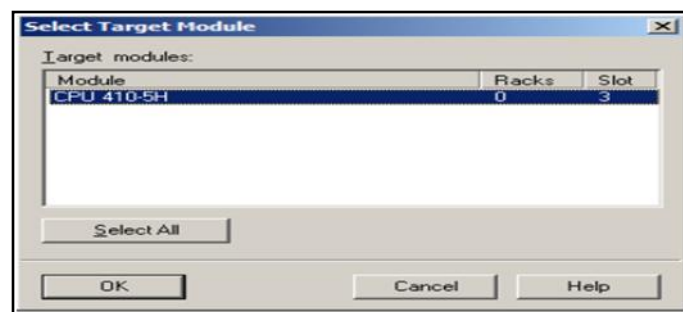 Select Target Module
Target modules:
Module Racks Slot
CPU 410-5H 0 3
Select All
OK Cancel Help